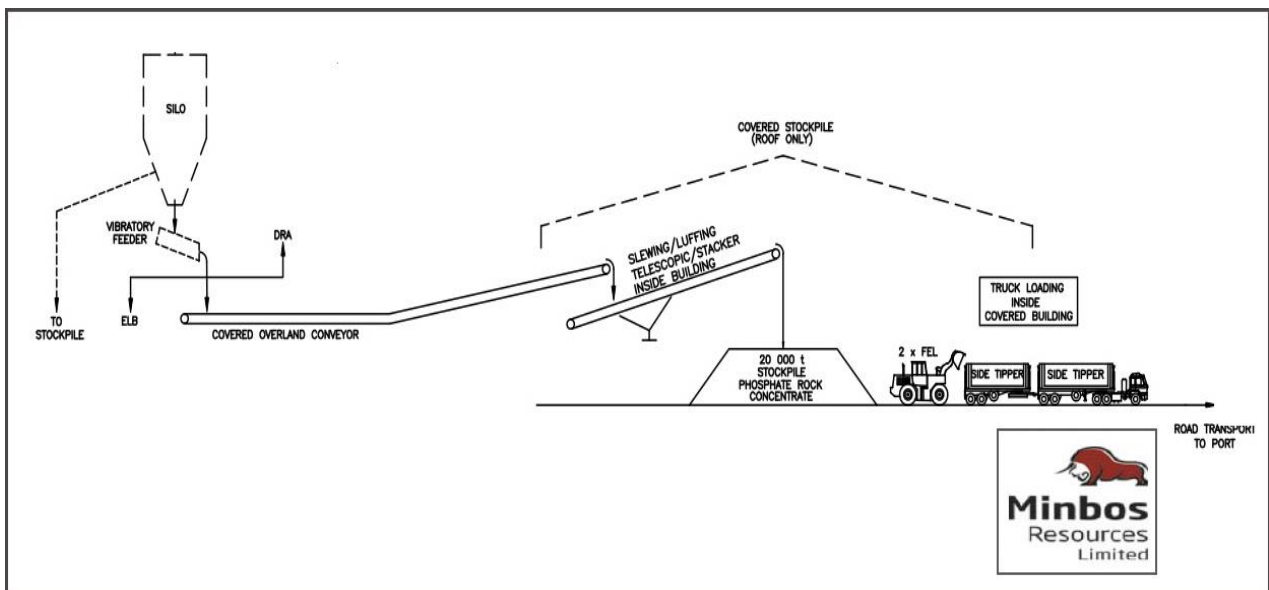 SILO
COVERED STOCKPILE
(ROOF ONLY)
VIBRATORY
FEEDER
DRA
SLEWING/LUFFING
TELESCOPIC/STACKER
INSIDE BUILDING
TRUCK LOADING
INSIDE
COVERED BUILDING
TO
STOCKPILE
ELB
COVERED OVERLAND CONVEYOR
20 000 t
STOCKPILE
PHOSPHATE ROCK
CONCENTRATE
2 x FEL
SIDE TIPPER
SIDE TIPPER
ROAD TRANSPORT
TO PORT
Minbos
Resources
Limited